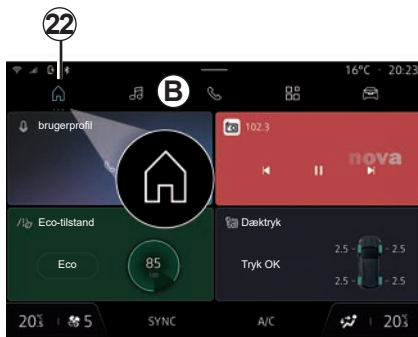 22
16°C · 20:23
B
brugerprofil
102.3
nova
Eco-tilstand
Eco
85
100
Dæktryk
Tryk OK
2.5 2.5
2.5 2.5
20.5 5 SYNC A/C 20.5